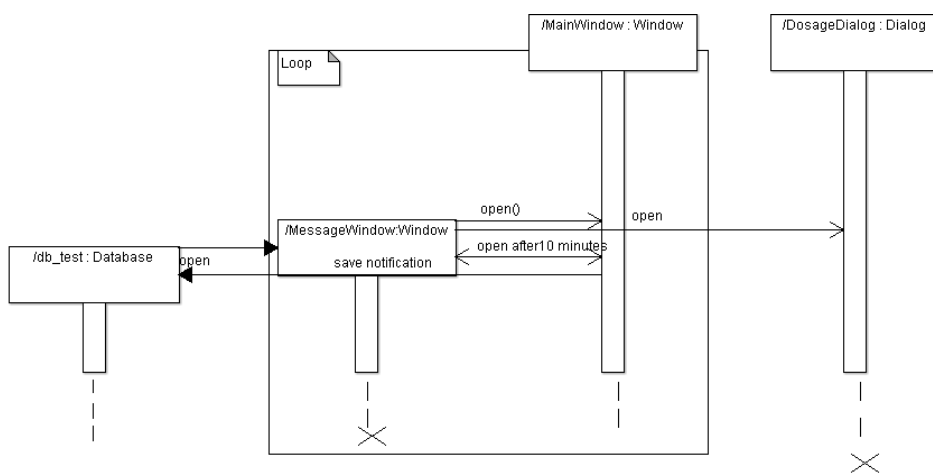 /MainWindow : Window
/DosageDialog : Dialog
Loop
open()
open
/MessageWindow:Window
open after10 minutes
/db_test : Database
open
save notification